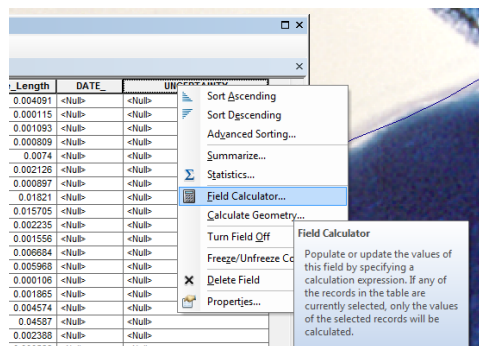 _Length DATE_ UNCERTAINTY
0.004091 <Null> <Null>
0.000115 <Null> <Null>
0.001093 <Null> <Null>
0.000809 <Null> <Null>
0.0074 <Null> <Null>
0.002126 <Null> <Null>
0.000897 <Null> <Null>
0.01821 <Null> <Null>
0.015705 <Null> <Null>
0.002235 <Null> <Null>
0.001556 <Null> <Null>
0.006684 <Null> <Null>
0.005968 <Null> <Null>
0.000106 <Null> <Null>
0.001865 <Null> <Null>
0.004574 <Null> <Null>
0.04587 <Null> <Null>
0.002388 <Null> <Null>
Sort Ascending
Sort Descending
Advanced Sorting...
Summarize...
Σ Statistics...
Field Calculator...
Calculate Geometry...
Turn Field Off
Freeze/Unfreeze Co
Delete Field
Properties...
Field Calculator
Populate or update the values of
this field by specifying a
calculation expression. If any of
the records in the table are
currently selected, only the values
of the selected records will be
calculated.